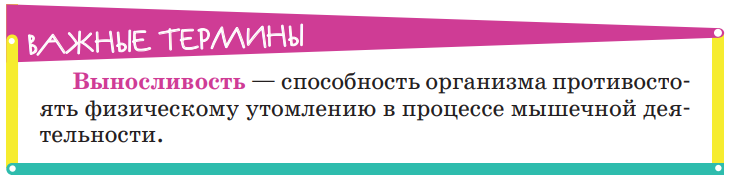 ВАЖНЫЕ ТЕРМИНЫ
Выносливость — способность организма противосто-
ять физическому утомлению в процессе мышечной дея-
тельности.